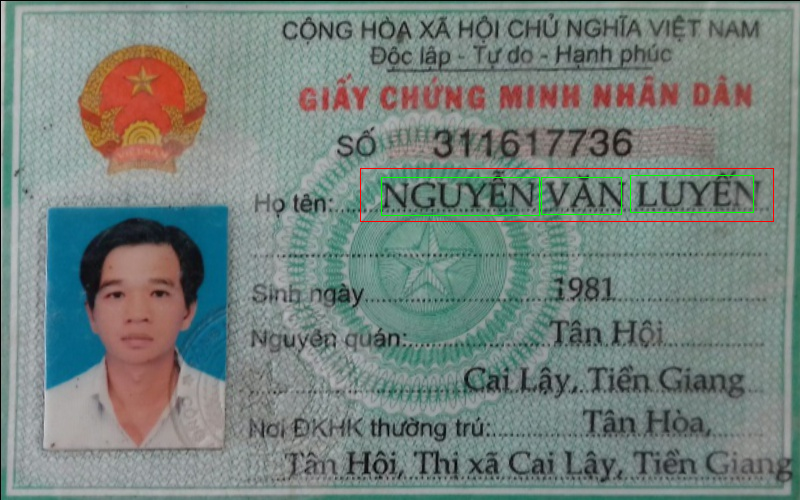 CỘNG HÒA XÃ HỘI CHỦ NGHĨA VIỆT NAM
Độc lập - Tự do - Hạnh phúc
GIẤY CHỨNG MINH NHÂN DÂN
SỐ 311617736
Họ tên: NGUYỄN VĂN LUYẾN
Sinh ngày 1981
Nguyên quán: Tân Hội
Cai Lậy, Tiền Giang
Nơi ĐKHK thường trú: Tân Hòa,
Tân Hội, Thị xã Cai Lậy, Tiền Giang